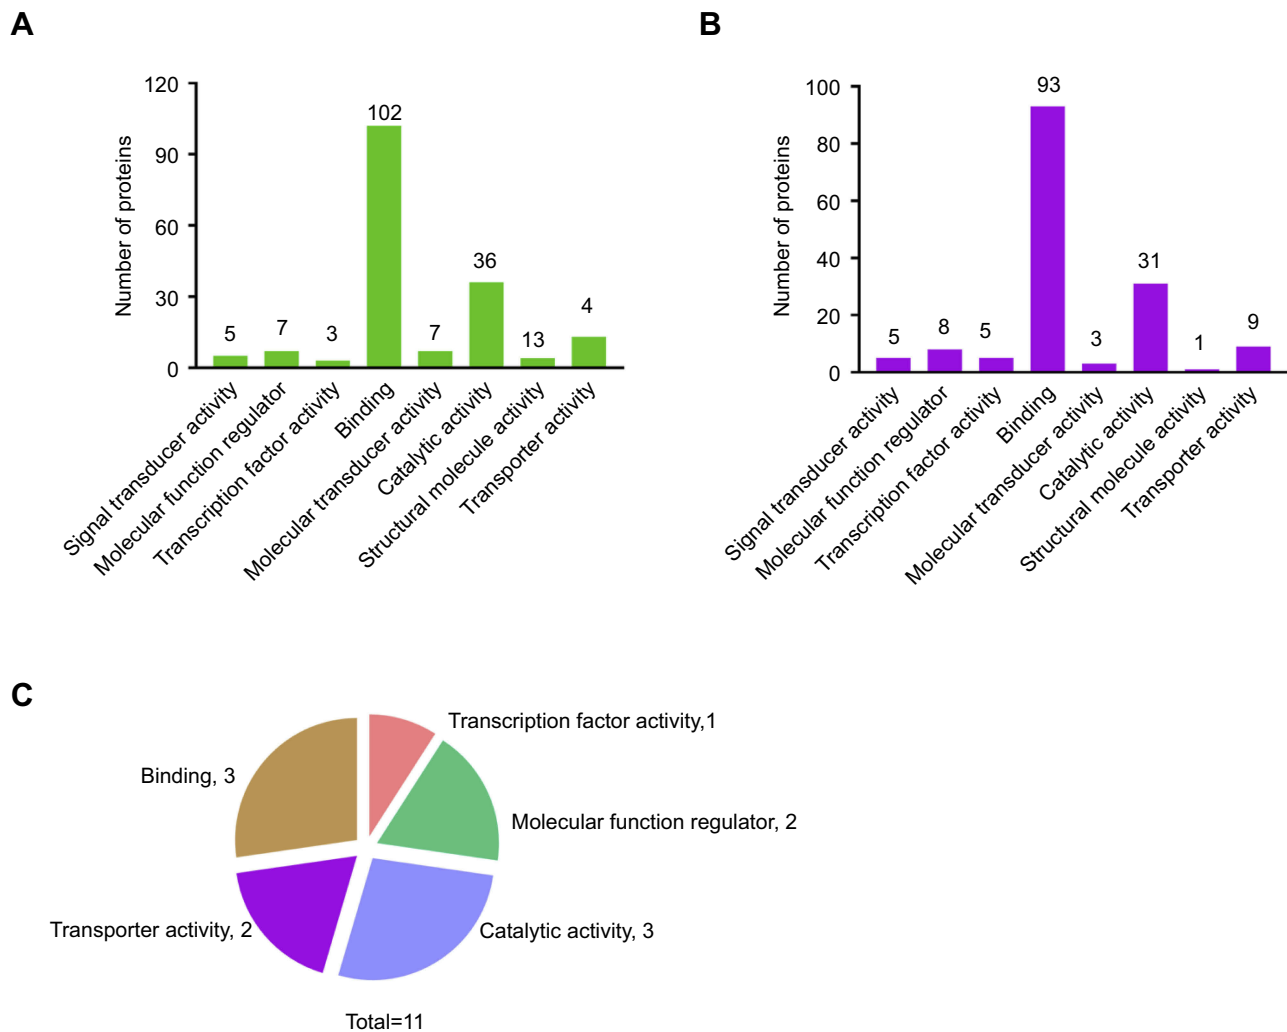 A
B
120
90
60
30
0
Number of proteins
5
7
3
102
7
36
13
4
Signal transducer activity
Molecular function regulator
Transcription factor activity
Binding
Molecular transducer activity
Catalytic activity
Structural molecule activity
Transporter activity
100
80
60
40
20
0
Number of proteins
5
8
5
93
3
31
1
9
Signal transducer activity
Molecular function regulator
Transcription factor activity
Binding
Molecular transducer activity
Catalytic activity
Structural molecule activity
Transporter activity
C
Transcription factor activity,1
Binding, 3
Molecular function regulator, 2
Transporter activity, 2
Catalytic activity, 3
Total=11